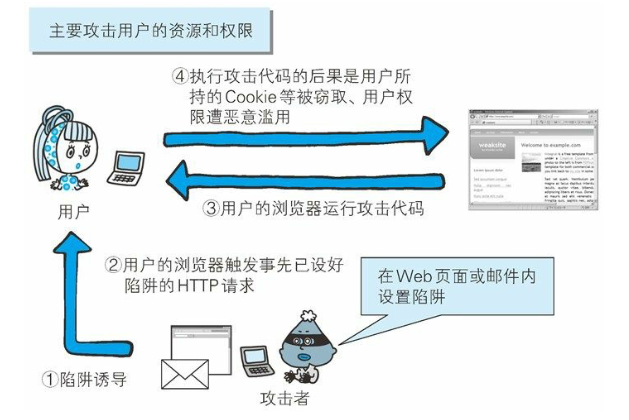 主要攻击用户的资源和权限
④执行攻击代码的后果是用户所
持的Cookie等被窃取、用户权
限遭恶意滥用
weaksite
Welcome to example.com
用户
③用户的浏览器运行攻击代码
②用户的浏览器触发事先已设好
陷阱的HTTP请求
在Web页面或邮件内
设置陷阱
①陷阱诱导
攻击者